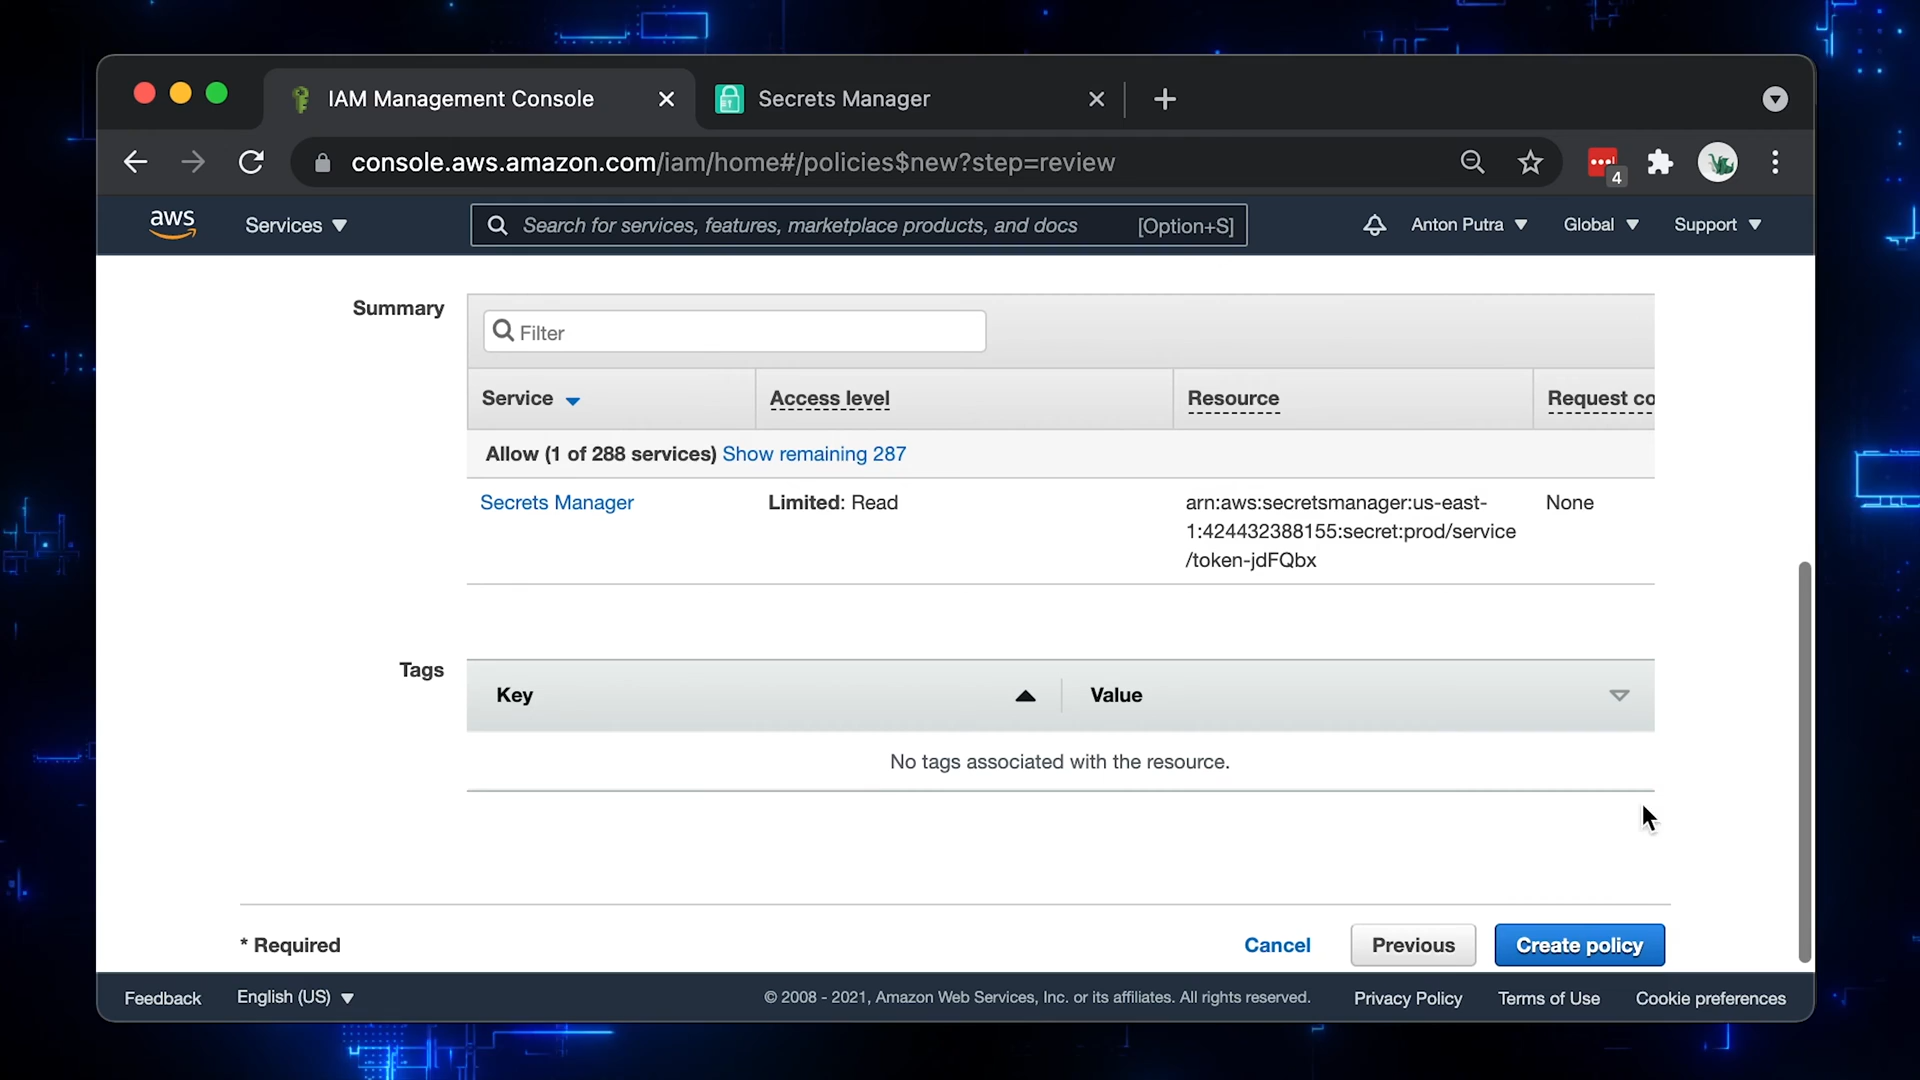 IAM Management Console
Secrets Manager
console.aws.amazon.com/iam/home#/policies$new?step=review
4
aws
Services
Search for services, features, marketplace products, and docs
[Option+S]
Anton Putra
Global
Support
Summary
Filter
Service
Access level
Resource
Request co
Allow (1 of 288 services) Show remaining 287
Secrets Manager
Limited: Read
arn:aws:secretsmanager:us-east-
1:424432388155:secret:prod/service
/token-jdFQbx
None
Tags
Key
Value
No tags associated with the resource.
* Required
Cancel
Previous
Create policy
Feedback
English (US)
© 2008 - 2021, Amazon Web Services, Inc. or its affiliates. All rights reserved.
Privacy Policy
Terms of Use
Cookie preferences